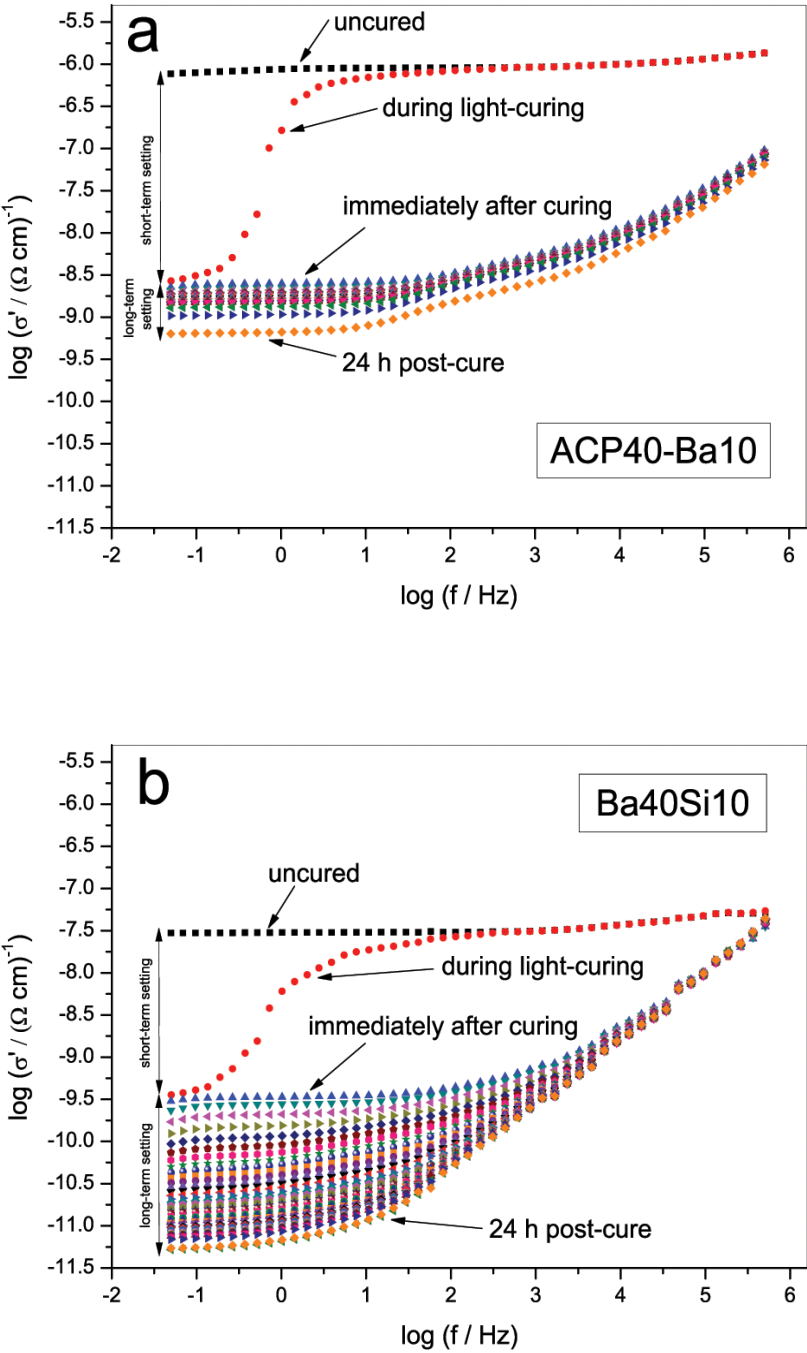 a
uncured
during light-curing
immediately after curing
24 h post-cure
short-term setting
long-term
setting
ACP40-Ba10
log (σ' / (Ω cm)⁻¹)
-5.5
-6.0
-6.5
-7.0
-7.5
-8.0
-8.5
-9.0
-9.5
-10.0
-10.5
-11.0
-11.5
-2 -1 0 1 2 3 4 5 6
log (f / Hz)
b
Ba40Si10
uncured
during light-curing
immediately after curing
24 h post-cure
short-term setting
long-term setting
log (σ' / (Ω cm)⁻¹)
-5.5
-6.0
-6.5
-7.0
-7.5
-8.0
-8.5
-9.0
-9.5
-10.0
-10.5
-11.0
-11.5
-2 -1 0 1 2 3 4 5 6
log (f / Hz)